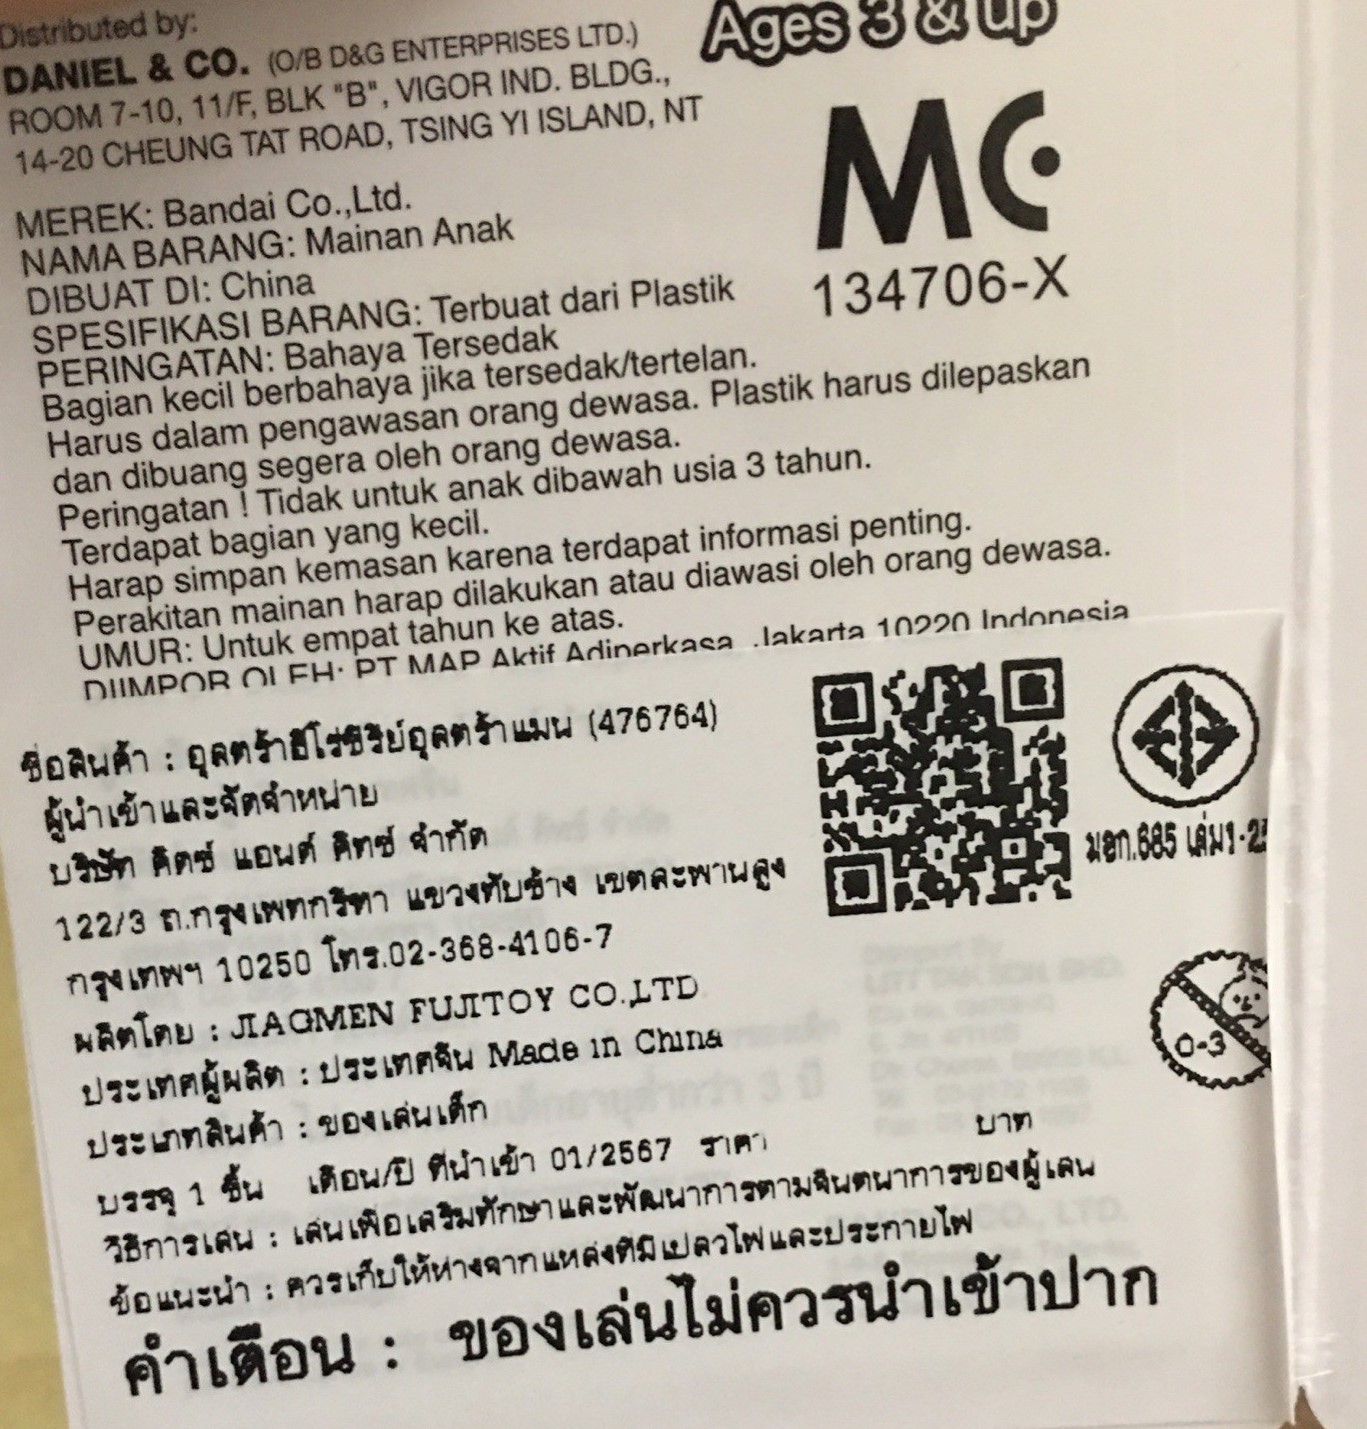 Distributed by:
Ages 3 & up
DANIEL & CO. (O/B D&G ENTERPRISES LTD.)
ROOM 7-10, 11/F, BLK "B", VIGOR IND. BLDG.,
14-20 CHEUNG TAT ROAD, TSING YI ISLAND, NT
MC
134706-X
MEREK: Bandai Co.,Ltd.
NAMA BARANG: Mainan Anak
DIBUAT DI: China
SPESIFIKASI BARANG: Terbuat dari Plastik
PERINGATAN: Bahaya Tersedak
Bagian kecil berbahaya jika tersedak/tertelan.
Harus dalam pengawasan orang dewasa. Plastik harus dilepaskan
dan dibuang segera oleh orang dewasa.
Peringatan ! Tidak untuk anak dibawah usia 3 tahun.
Terdapat bagian yang kecil.
Harap simpan kemasan karena terdapat informasi penting.
Perakitan mainan harap dilakukan atau diawasi oleh orang dewasa.
UMUR: Untuk empat tahun ke atas.
DIIMPOR OLEH: PT MAP Aktif Adiperkasa, Jakarta 10220 Indonesia
ชื่อสินค้า : อุลตร้าฮีโร่ซีรีย์อุลตร้าแมน (476764)
ผู้นำเข้าและจัดจำหน่าย
บริษัท คิดซ์ แอนด์ คิทซ์ จำกัด
122/3 ถ.กรุงเทพกรีฑา แขวงทับช้าง เขตสะพานสูง
กรุงเทพฯ 10250 โทร.02-368-4106-7
ผลิตโดย : JIAGMEN FUJITOY CO.,LTD
ประเทศผู้ผลิต : ประเทศจีน Made in China
ประเภทสินค้า : ของเล่นเด็ก
บรรจุ 1 ชิ้น เดือน/ปี ที่นำเข้า 01/2567 ราคา บาท
วิธีการเล่น : เล่นเพื่อเสริมทักษะและพัฒนาการตามจินตนาการของผู้เล่น
ข้อแนะนำ : ควรเก็บให้ห่างจากแหล่งที่มีเปลวไฟและประกายไฟ
คำเตือน : ของเล่นไม่ควรนำเข้าปาก
มอก.685 เล่ม1-25
0-3